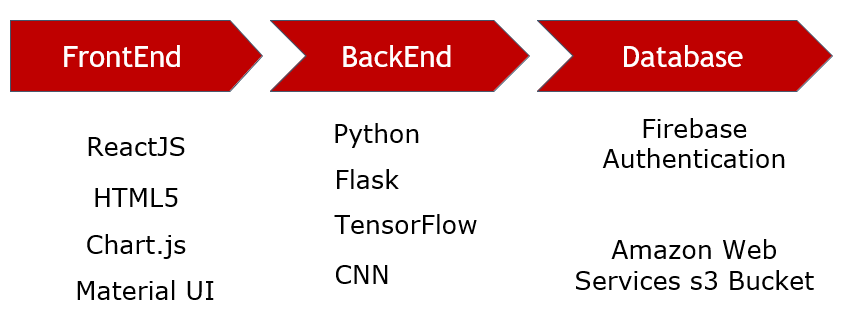 FrontEnd
BackEnd
Database
ReactJS
HTML5
Chart.js
Material UI
Python
Flask
TensorFlow
CNN
Firebase
Authentication
Amazon Web
Services s3 Bucket